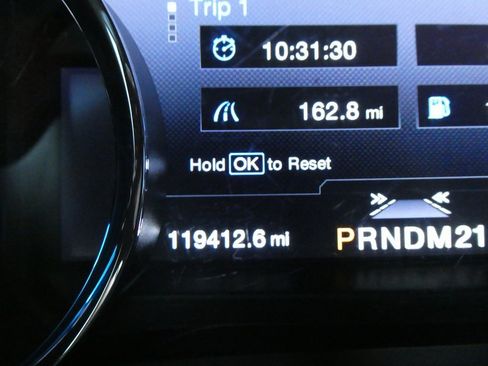 Trip 1
10:31:30
162.8 mi
Hold OK to Reset
119412.6 mi
PRNDM21